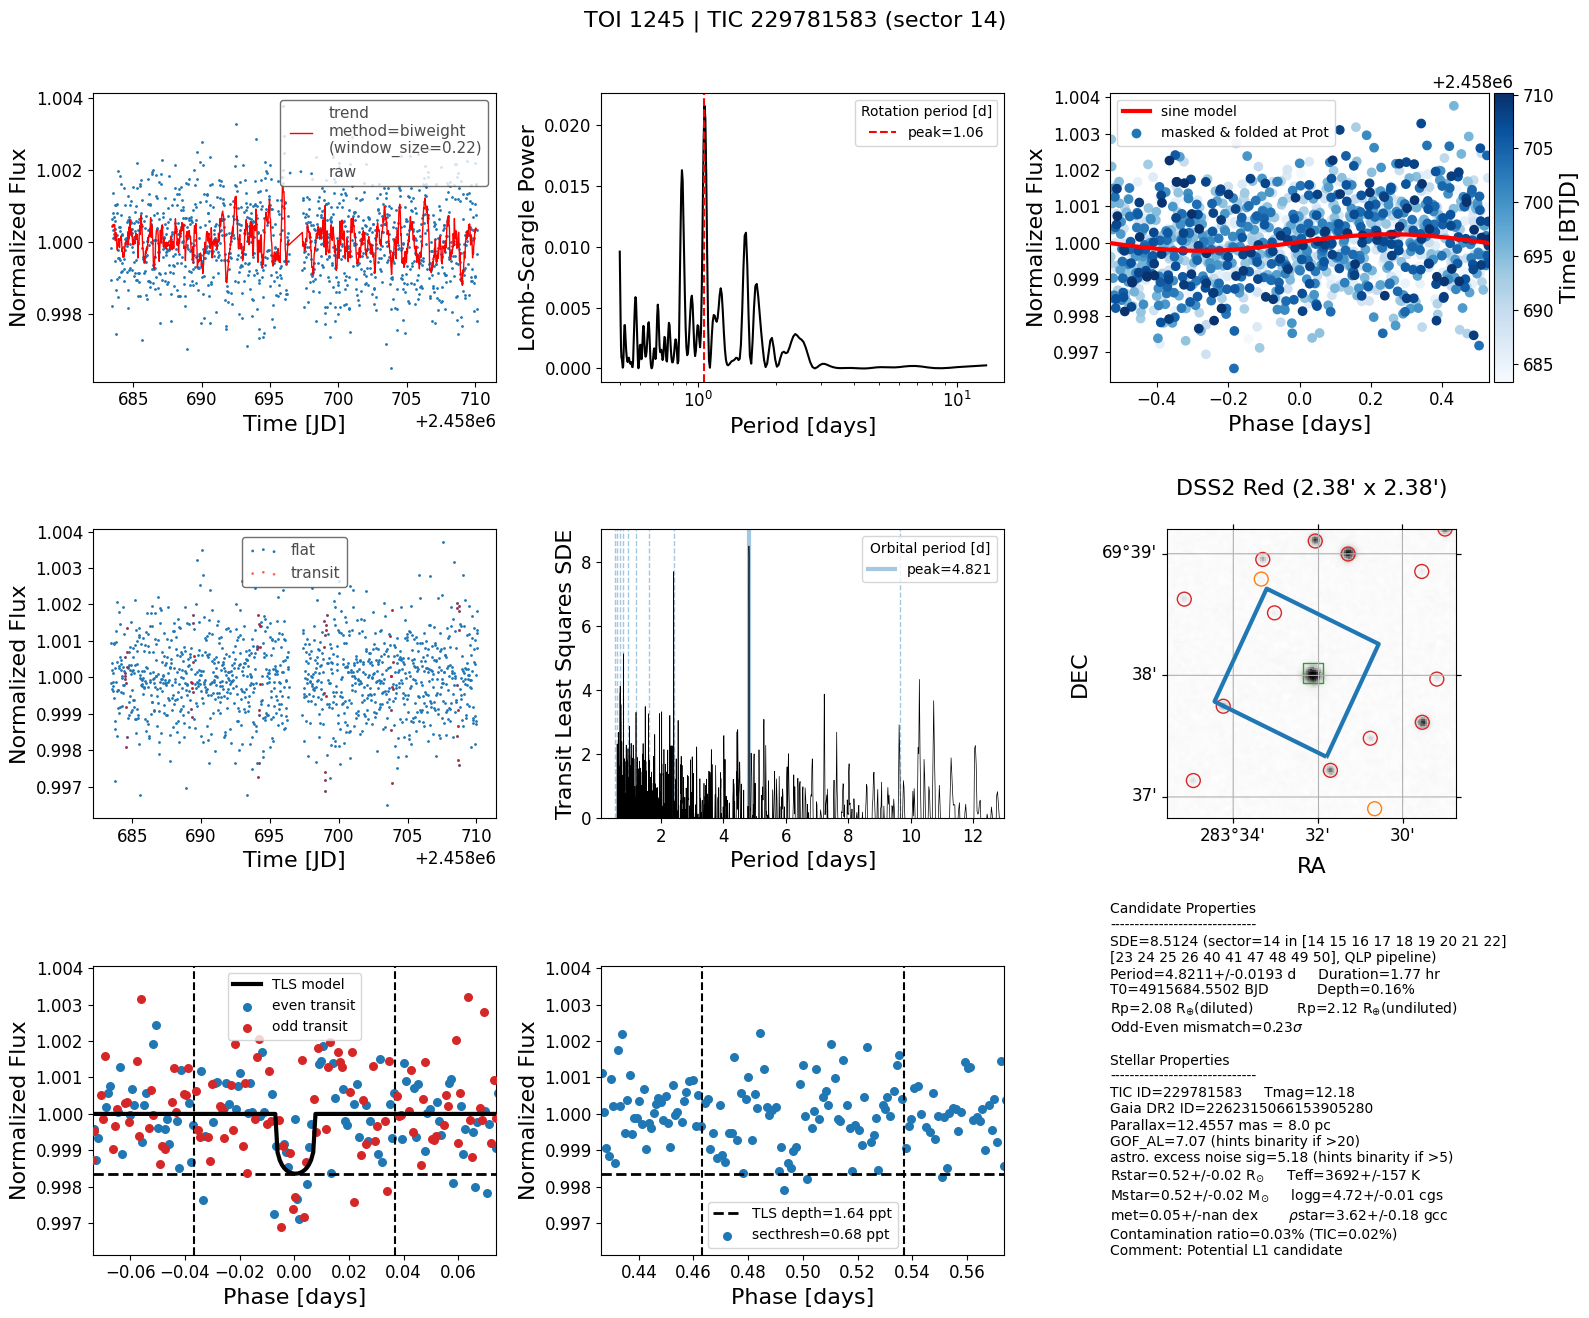 TOI 1245 | TIC 229781583 (sector 14)
Normalized Flux
1.004
1.002
1.000
0.998
trend
method=biweight
(window_size=0.22)
raw
685 690 695 700 705 710
Time [JD]
+2.458e6
Lomb-Scargle Power
0.020
0.015
0.010
0.005
0.000
Rotation period [d]
peak=1.06
10⁰ 10¹
Period [days]
Normalized Flux
1.004
1.003
1.002
1.001
1.000
0.999
0.998
0.997
sine model
masked & folded at Prot
−0.4 −0.2 0.0 0.2 0.4
Phase [days]
+2.458e6
710
705
700
695
690
685
Time [BTJD]
Normalized Flux
1.004
1.003
1.002
1.001
1.000
0.999
0.998
0.997
flat
transit
685 690 695 700 705 710
Time [JD]
+2.458e6
Transit Least Squares SDE
8
6
4
2
0
Orbital period [d]
peak=4.821
2 4 6 8 10 12
Period [days]
DSS2 Red (2.38' x 2.38')
DEC
69°39'
38'
37'
283°34' 32' 30'
RA
Normalized Flux
1.004
1.003
1.002
1.001
1.000
0.999
0.998
0.997
TLS model
even transit
odd transit
−0.06 −0.04 −0.02 0.00 0.02 0.04 0.06
Phase [days]
Normalized Flux
1.004
1.003
1.002
1.001
1.000
0.999
0.998
0.997
TLS depth=1.64 ppt
secthresh=0.68 ppt
0.44 0.46 0.48 0.50 0.52 0.54 0.56
Phase [days]
Candidate Properties
------------------------------
SDE=8.5124 (sector=14 in [14 15 16 17 18 19 20 21 22]
[23 24 25 26 40 41 47 48 49 50], QLP pipeline)
Period=4.8211+/-0.0193 d Duration=1.77 hr
T0=4915684.5502 BJD Depth=0.16%
Rp=2.08 R⊕(diluted) Rp=2.12 R⊕(undiluted)
Odd-Even mismatch=0.23σ
Stellar Properties
------------------------------
TIC ID=229781583 Tmag=12.18
Gaia DR2 ID=2262315066153905280
Parallax=12.4557 mas = 8.0 pc
GOF_AL=7.07 (hints binarity if >20)
astro. excess noise sig=5.18 (hints binarity if >5)
Rstar=0.52+/-0.02 R⊙ Teff=3692+/-157 K
Mstar=0.52+/-0.02 M⊙ logg=4.72+/-0.01 cgs
met=0.05+/-nan dex ρstar=3.62+/-0.18 gcc
Contamination ratio=0.03% (TIC=0.02%)
Comment: Potential L1 candidate